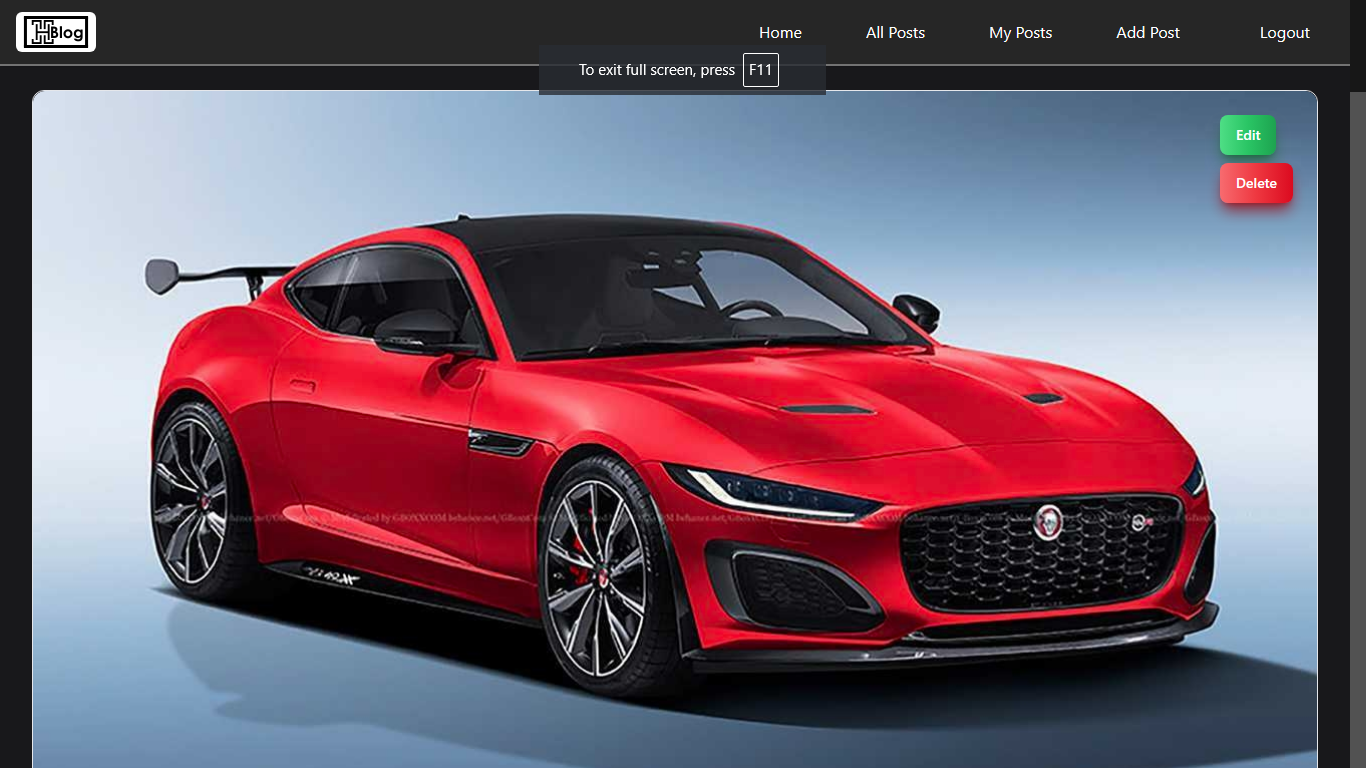 Blog
Home
All Posts
My Posts
Add Post
Logout
To exit full screen, press F11
Edit
Delete